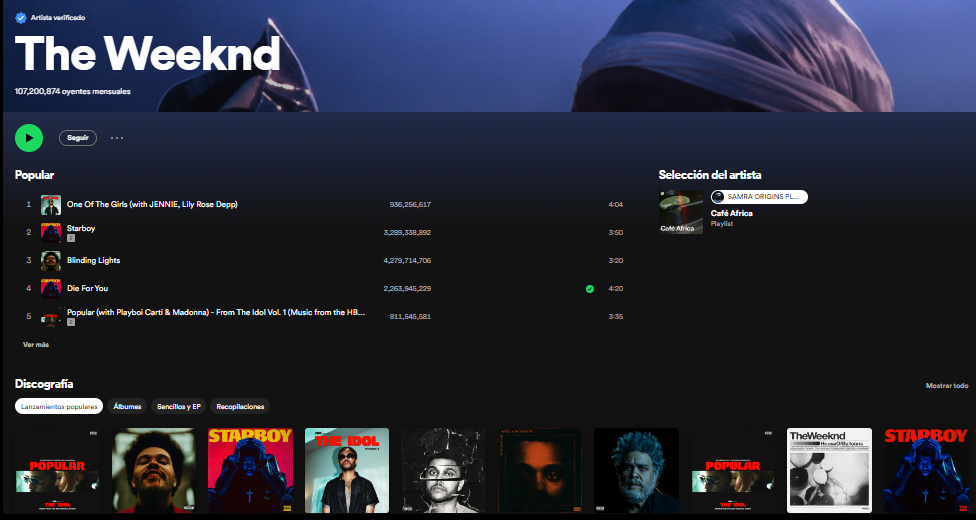 Artista verificado
The Weeknd
107,200,874 oyentes mensuales
Seguir
Popular
1 One Of The Girls (with JENNIE, Lily Rose Depp) 936,256,617 4:04
2 Starboy 3,289,338,892 3:50
E
3 Blinding Lights 4,279,714,706 3:20
4 Die For You 2,263,945,229 4:20
5 Popular (with Playboi Carti & Madonna) - From The Idol Vol. 1 (Music from the HB... 811,545,581 3:35
E
Ver más
Selección del artista
SAMRA ORIGINS PL...
Café Africa
Café Africa
Playlist
Discografía
Mostrar todo
Lanzamientos populares Álbumes Sencillos y EP Recopilaciones
POPULAR
THE IDOL
STARBOY
THE IDOL
POPULAR
THE IDOL
TheWeeknd
HouseOfBalloons
STARBOY